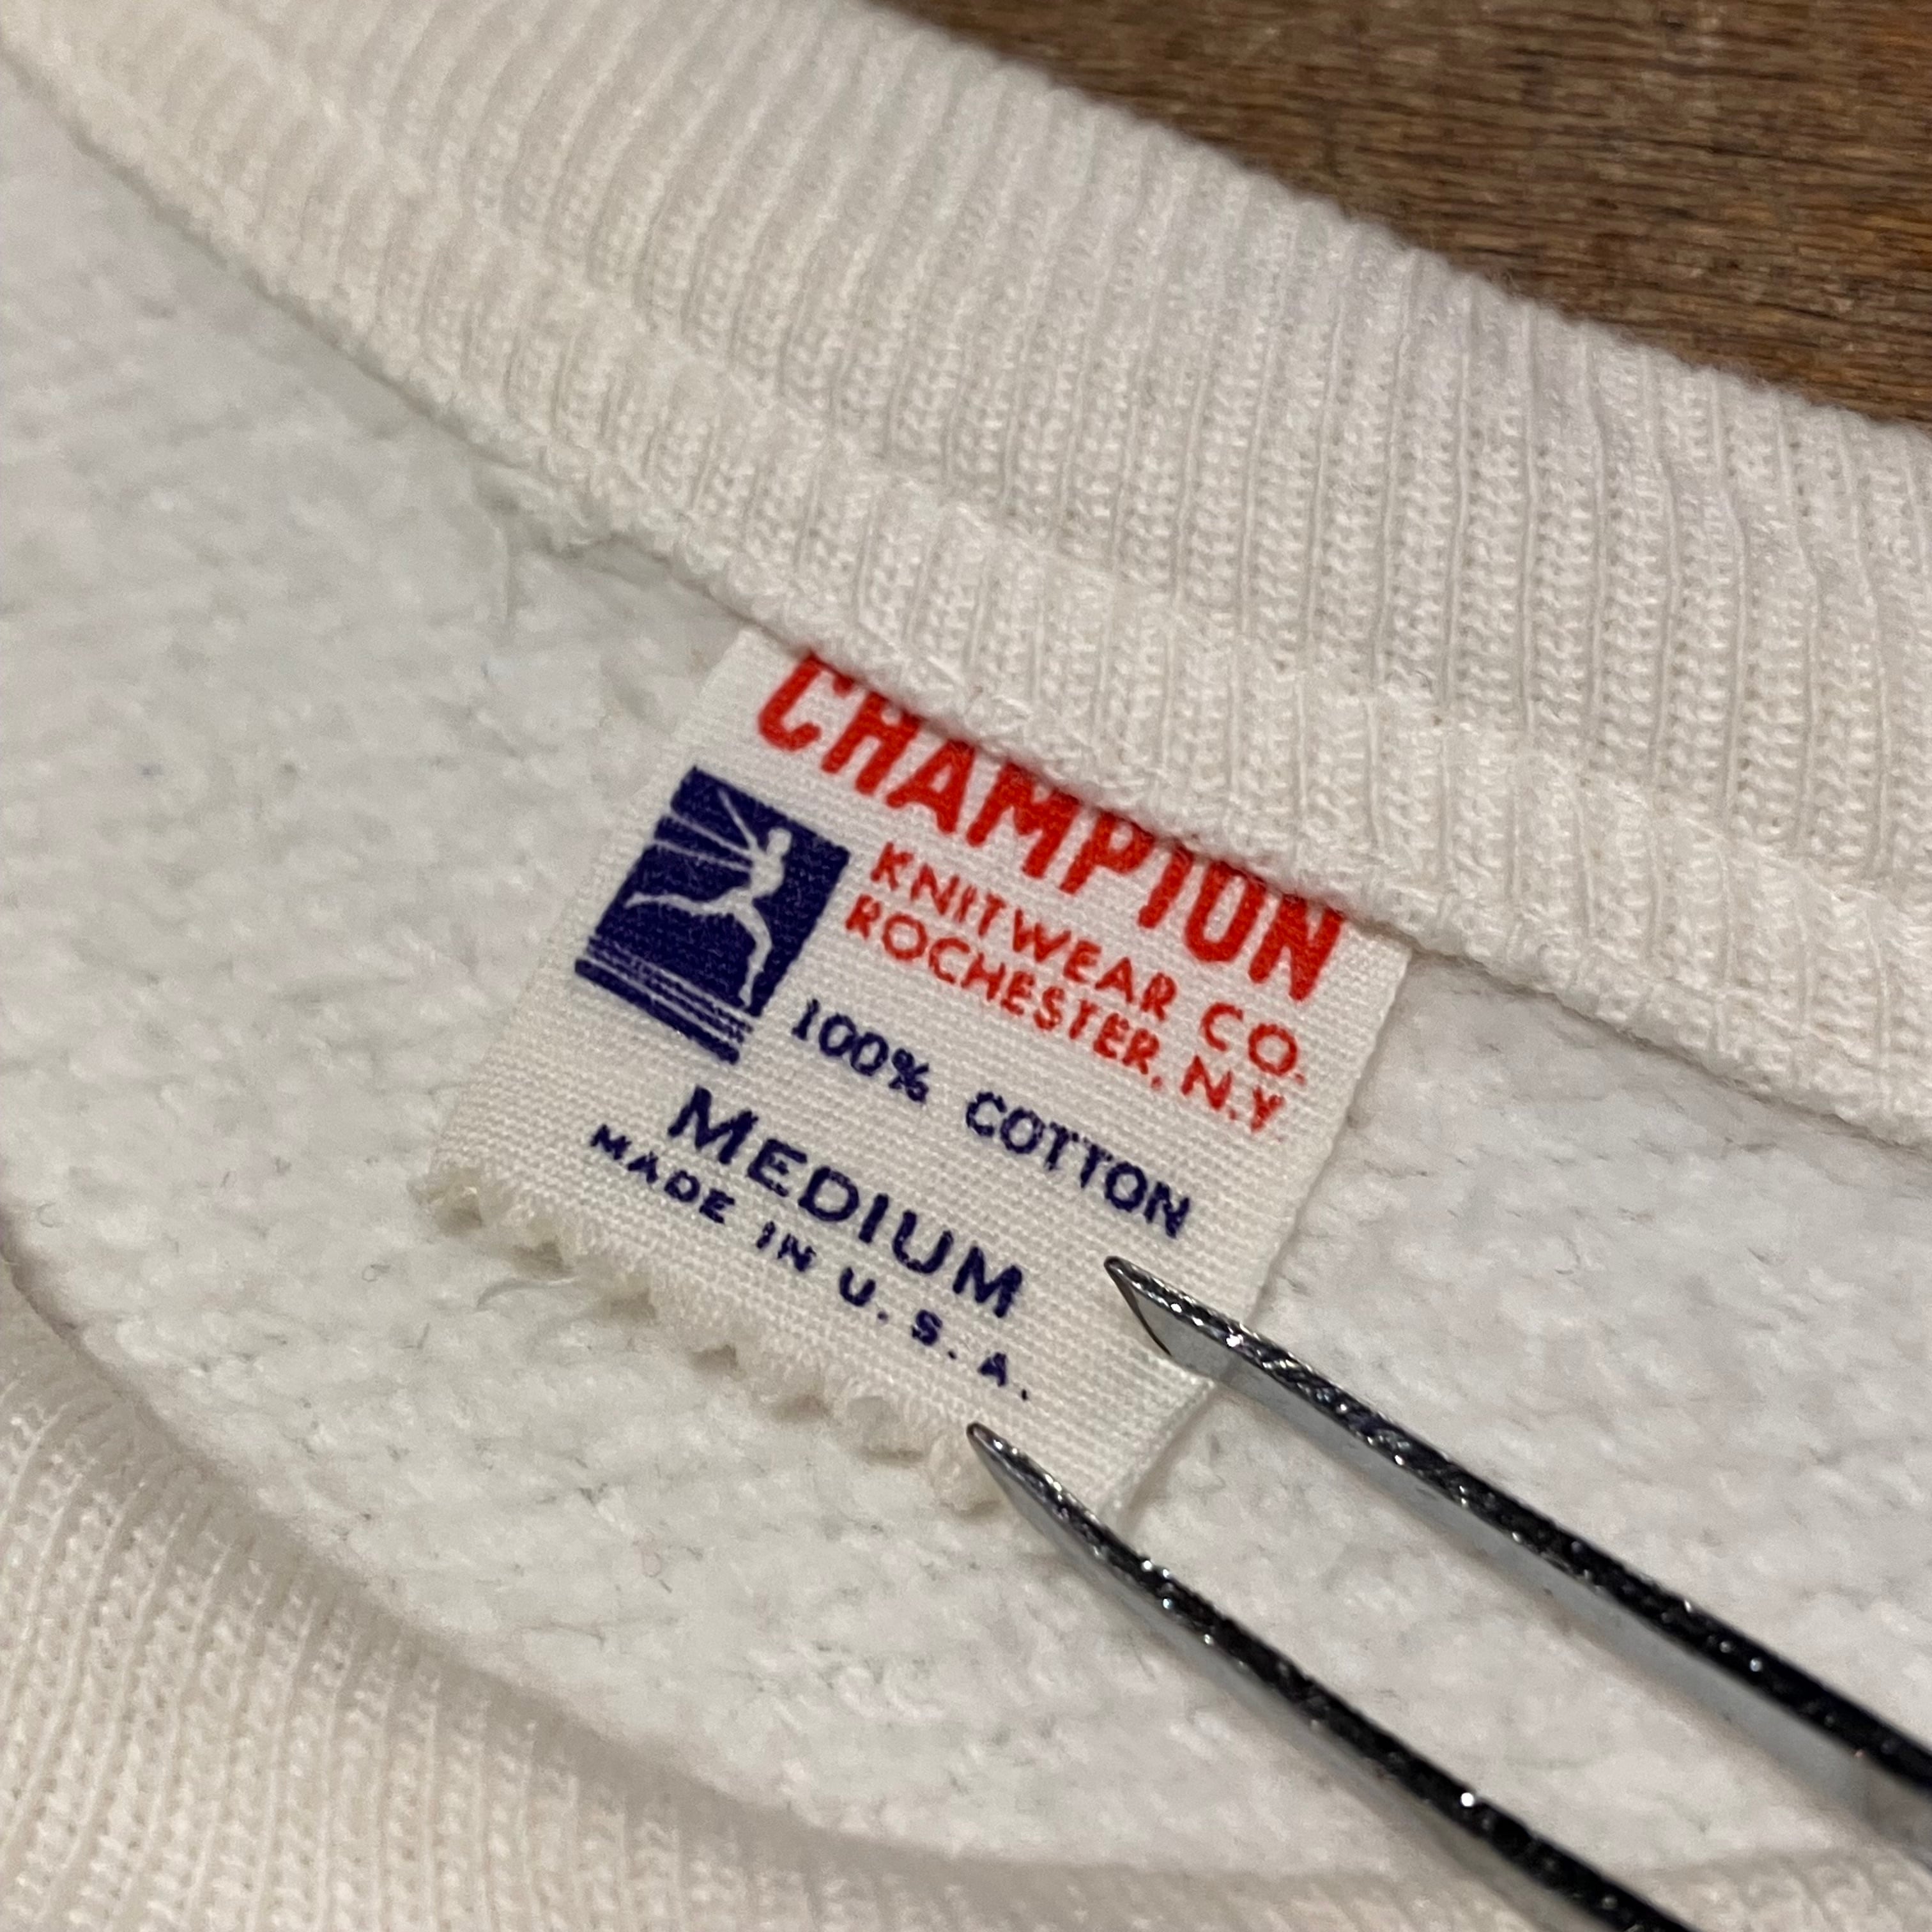 CHAMPION
KNITWEAR CO.
ROCHESTER, N.Y.
100% COTTON
MEDIUM
MADE IN U.S.A.